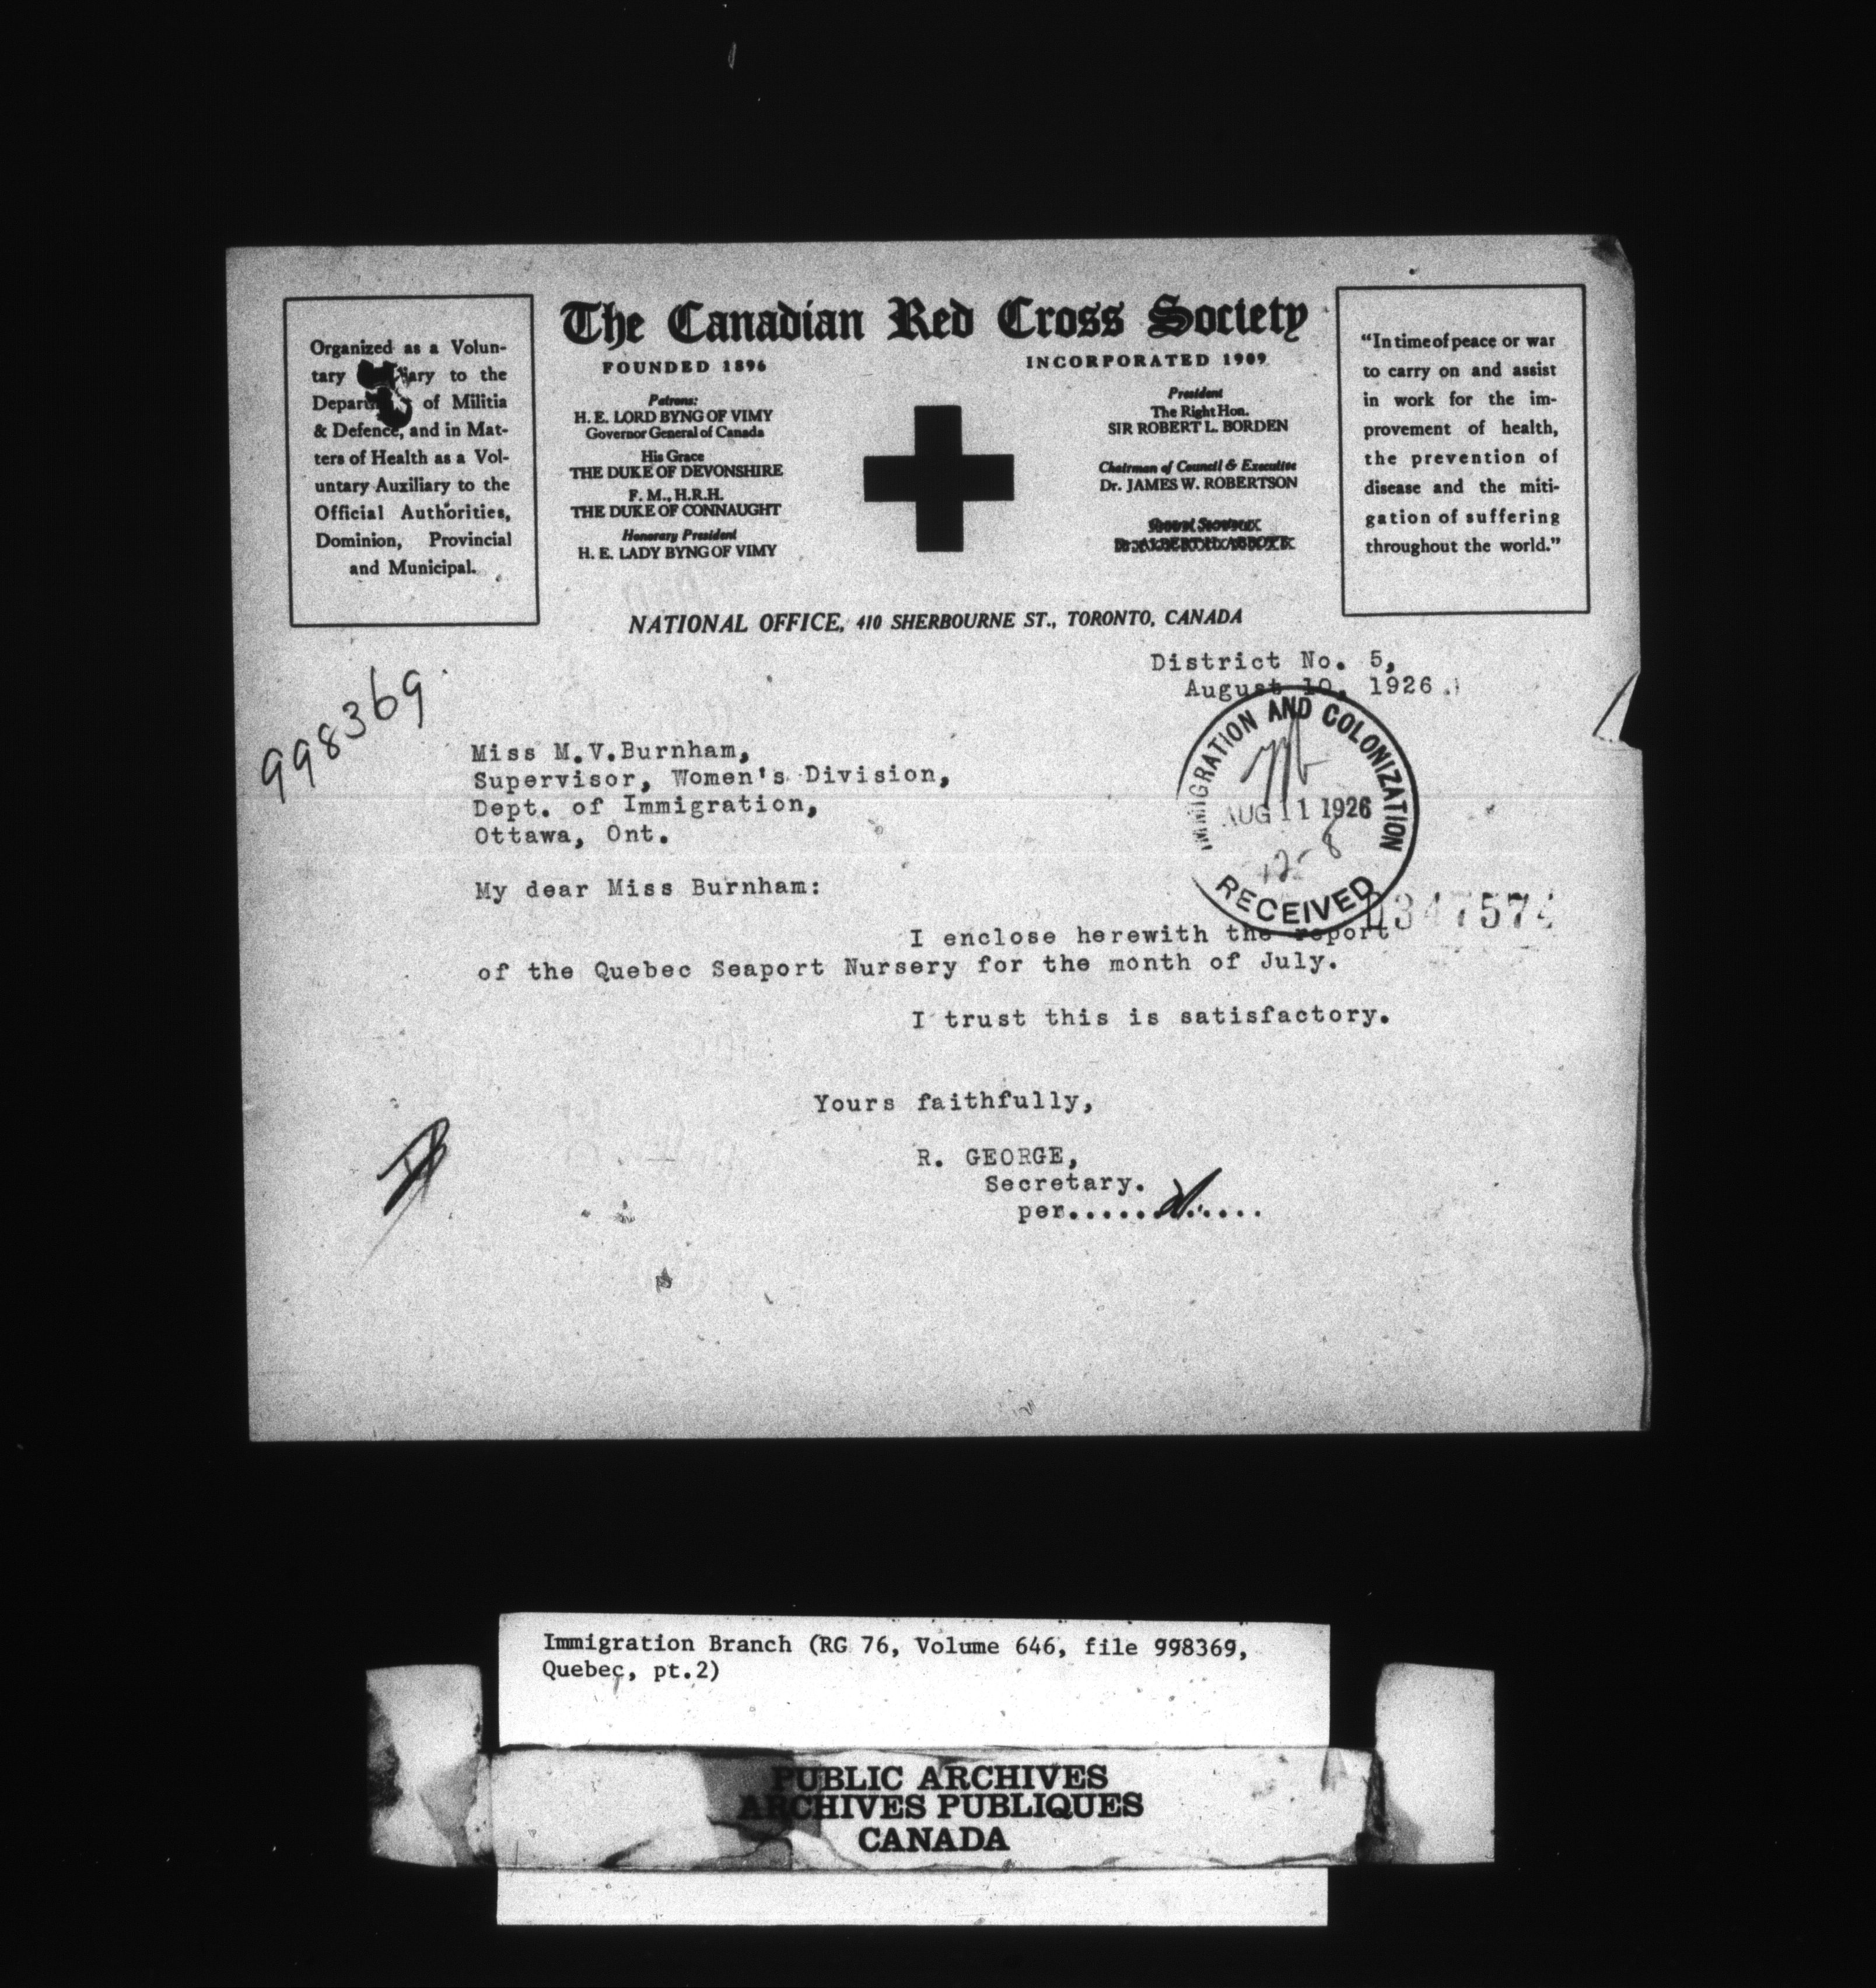 The Canadian Red Cross Society
FOUNDED 1896
INCORPORATED 1909
Organized as a Volun-
tary to the
of Militia
& Defence, and in Mat-
ters of Health as a Vol-
untary Auxiliary to the
Official Authorities,
Dominion, Provincial
and Municipal.
Patrons:
H. E. LORD BYNG OF VIMY
Governor General of Canada
His Grace
THE DUKE OF DEVONSHIRE
F. M., H.R.H.
THE DUKE OF CONNAUGHT
Honorary President
H. E. LADY BYNG OF VIMY
President
The Right Hon.
SIR ROBERT L. BORDEN
Chairman of Council & Executive
Dr. JAMES W. ROBERTSON
"In time of peace or war
to carry on and assist
in work for the im-
provement of health,
the prevention of
disease and the miti-
gation of suffering
throughout the world."
NATIONAL OFFICE, 410 SHERBOURNE ST., TORONTO, CANADA
District No. 5,
August 10, 1926.
998369
IMMIGRATION AND COLONIZATION
AUG 11 1926
RECEIVED
Miss M.V.Burnham,
Supervisor, Women's Division,
Dept. of Immigration,
Ottawa, Ont.
My dear Miss Burnham:
I enclose herewith the report
of the Quebec Seaport Nursery for the month of July.
I trust this is satisfactory.
Yours faithfully,
R. GEORGE,
Secretary.
per...........
Immigration Branch (RG 76, Volume 646, file 998369,
Quebec, pt.2)
PUBLIC ARCHIVES
ARCHIVES PUBLIQUES
CANADA